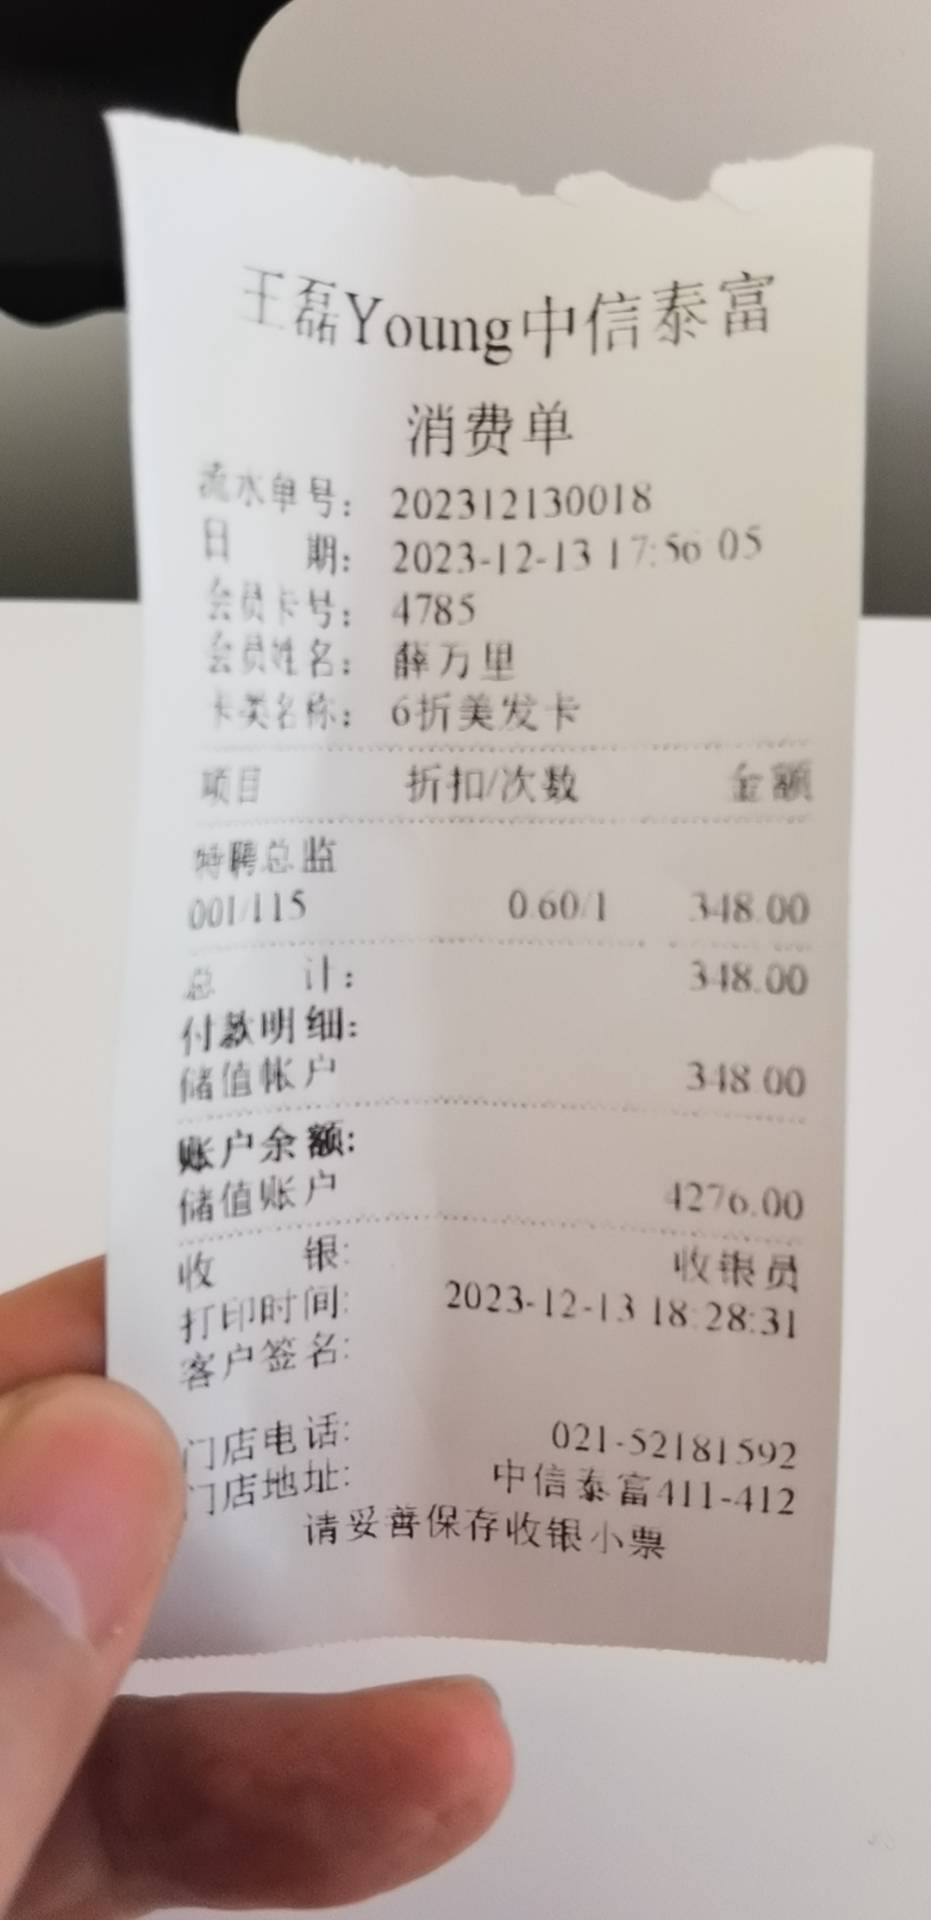 王磊Young中信泰富
消费单
流水单号： 202312130018
日 期： 2023-12-13 17:56:05
会员卡号： 4785
会员姓名： 薛万里
卡类名称： 6折美发卡
项目 折扣/次数 金额
特聘总监
001/115 0.60/1 348.00
总 计： 348.00
付款明细：
储值帐户 348.00
账户余额：
储值账户 4276.00
收 银： 收银员
打印时间： 2023-12-13 18:28:31
客户签名：
门店电话： 021-52181592
门店地址： 中信泰富411-412
请妥善保存收银小票